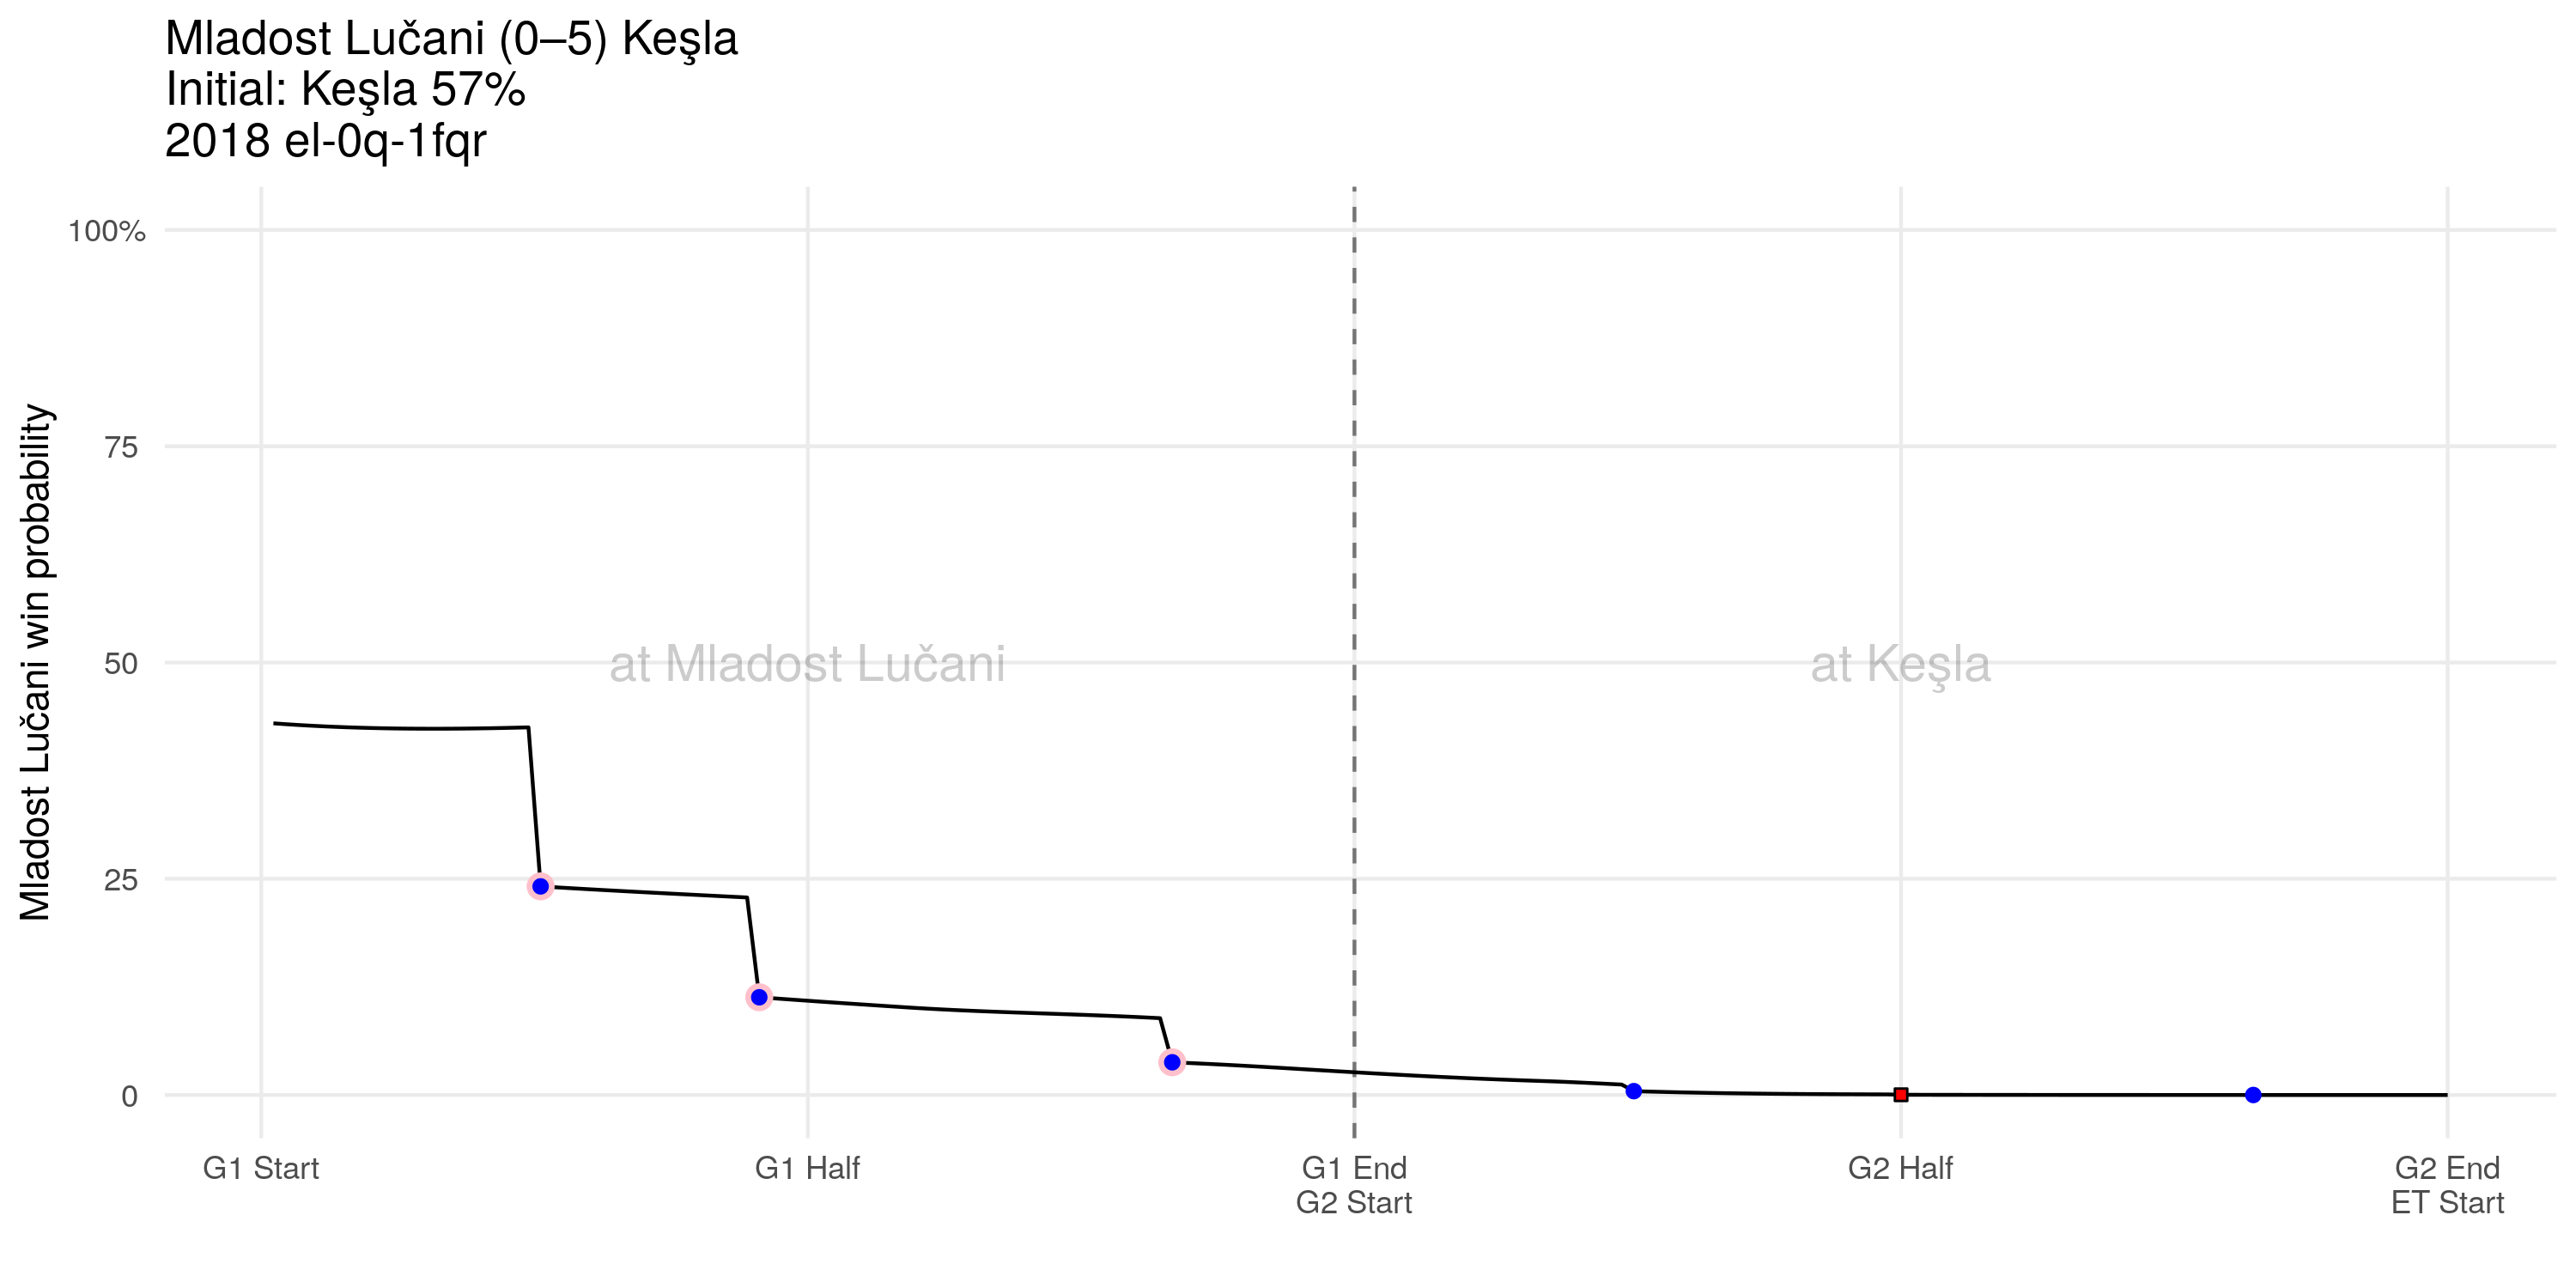 Mladost Lučani (0–5) Keşla
Initial: Keşla 57%
2018 el-0q-1fqr
Mladost Lučani win probability
100%
75
50
25
0
at Mladost Lučani
at Keşla
G1 Start
G1 Half
G1 End
G2 Start
G2 Half
G2 End
ET Start